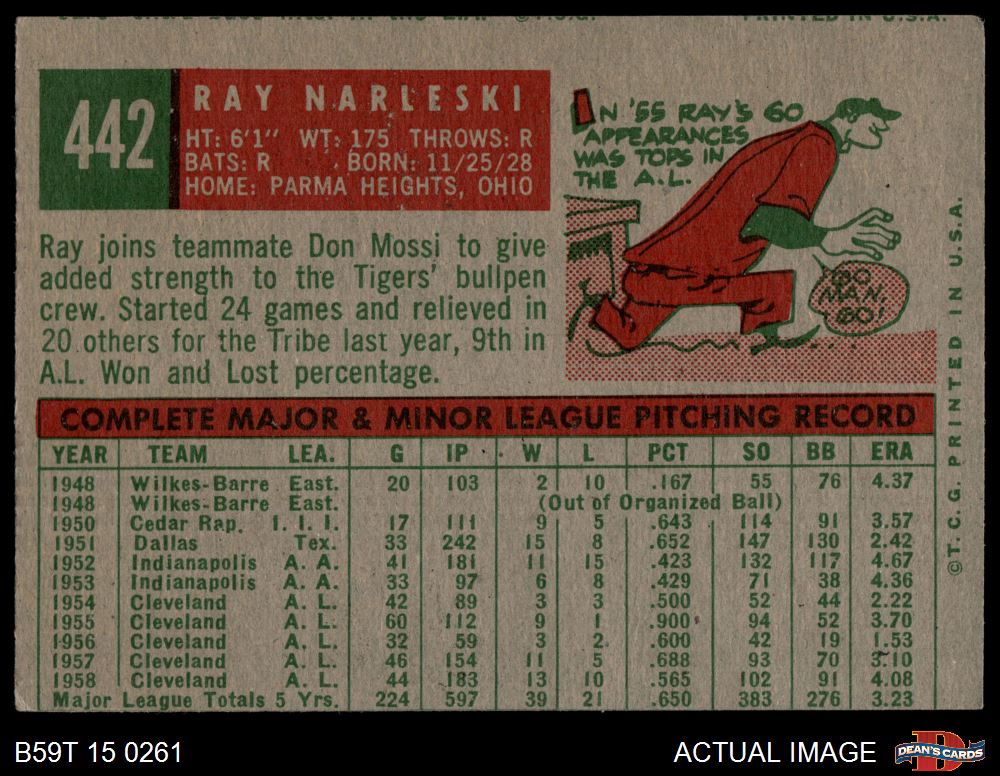 442
RAY NARLESKI
HT: 6'1" WT: 175 THROWS: R
BATS: R BORN: 11/25/28
HOME: PARMA HEIGHTS, OHIO
IN '55 RAY'S 60
APPEARANCES
WAS TOPS IN
THE A.L.
GO
MAN,
GO!
Ray joins teammate Don Mossi to give
added strength to the Tigers' bullpen
crew. Started 24 games and relieved in
20 others for the Tribe last year, 9th in
A.L. Won and Lost percentage.
COMPLETE MAJOR & MINOR LEAGUE PITCHING RECORD
YEAR TEAM LEA. G IP W L PCT SO BB ERA
1948 Wilkes-Barre East. 20 103 2 10 .167 55 76 4.37
1948 Wilkes-Barre East. (Out of Organized Ball)
1950 Cedar Rap. I. I. I. 17 111 9 5 .643 114 91 3.57
1951 Dallas Tex. 33 242 15 8 .652 147 130 2.42
1952 Indianapolis A. A. 41 181 11 15 .423 132 117 4.67
1953 Indianapolis A. A. 33 97 6 8 .429 71 38 4.36
1954 Cleveland A. L. 42 89 3 3 .500 52 44 2.22
1955 Cleveland A. L. 60 112 9 1 .900 94 52 3.70
1956 Cleveland A. L. 32 59 3 2 .600 42 19 1.53
1957 Cleveland A. L. 46 154 11 5 .688 93 70 3.10
1958 Cleveland A. L. 44 183 13 10 .565 102 91 4.08
Major League Totals 5 Yrs. 224 597 39 21 .650 383 276 3.23
©T.C.G. PRINTED IN U.S.A.
B59T 15 0261
ACTUAL IMAGE
DEAN'S CARDS